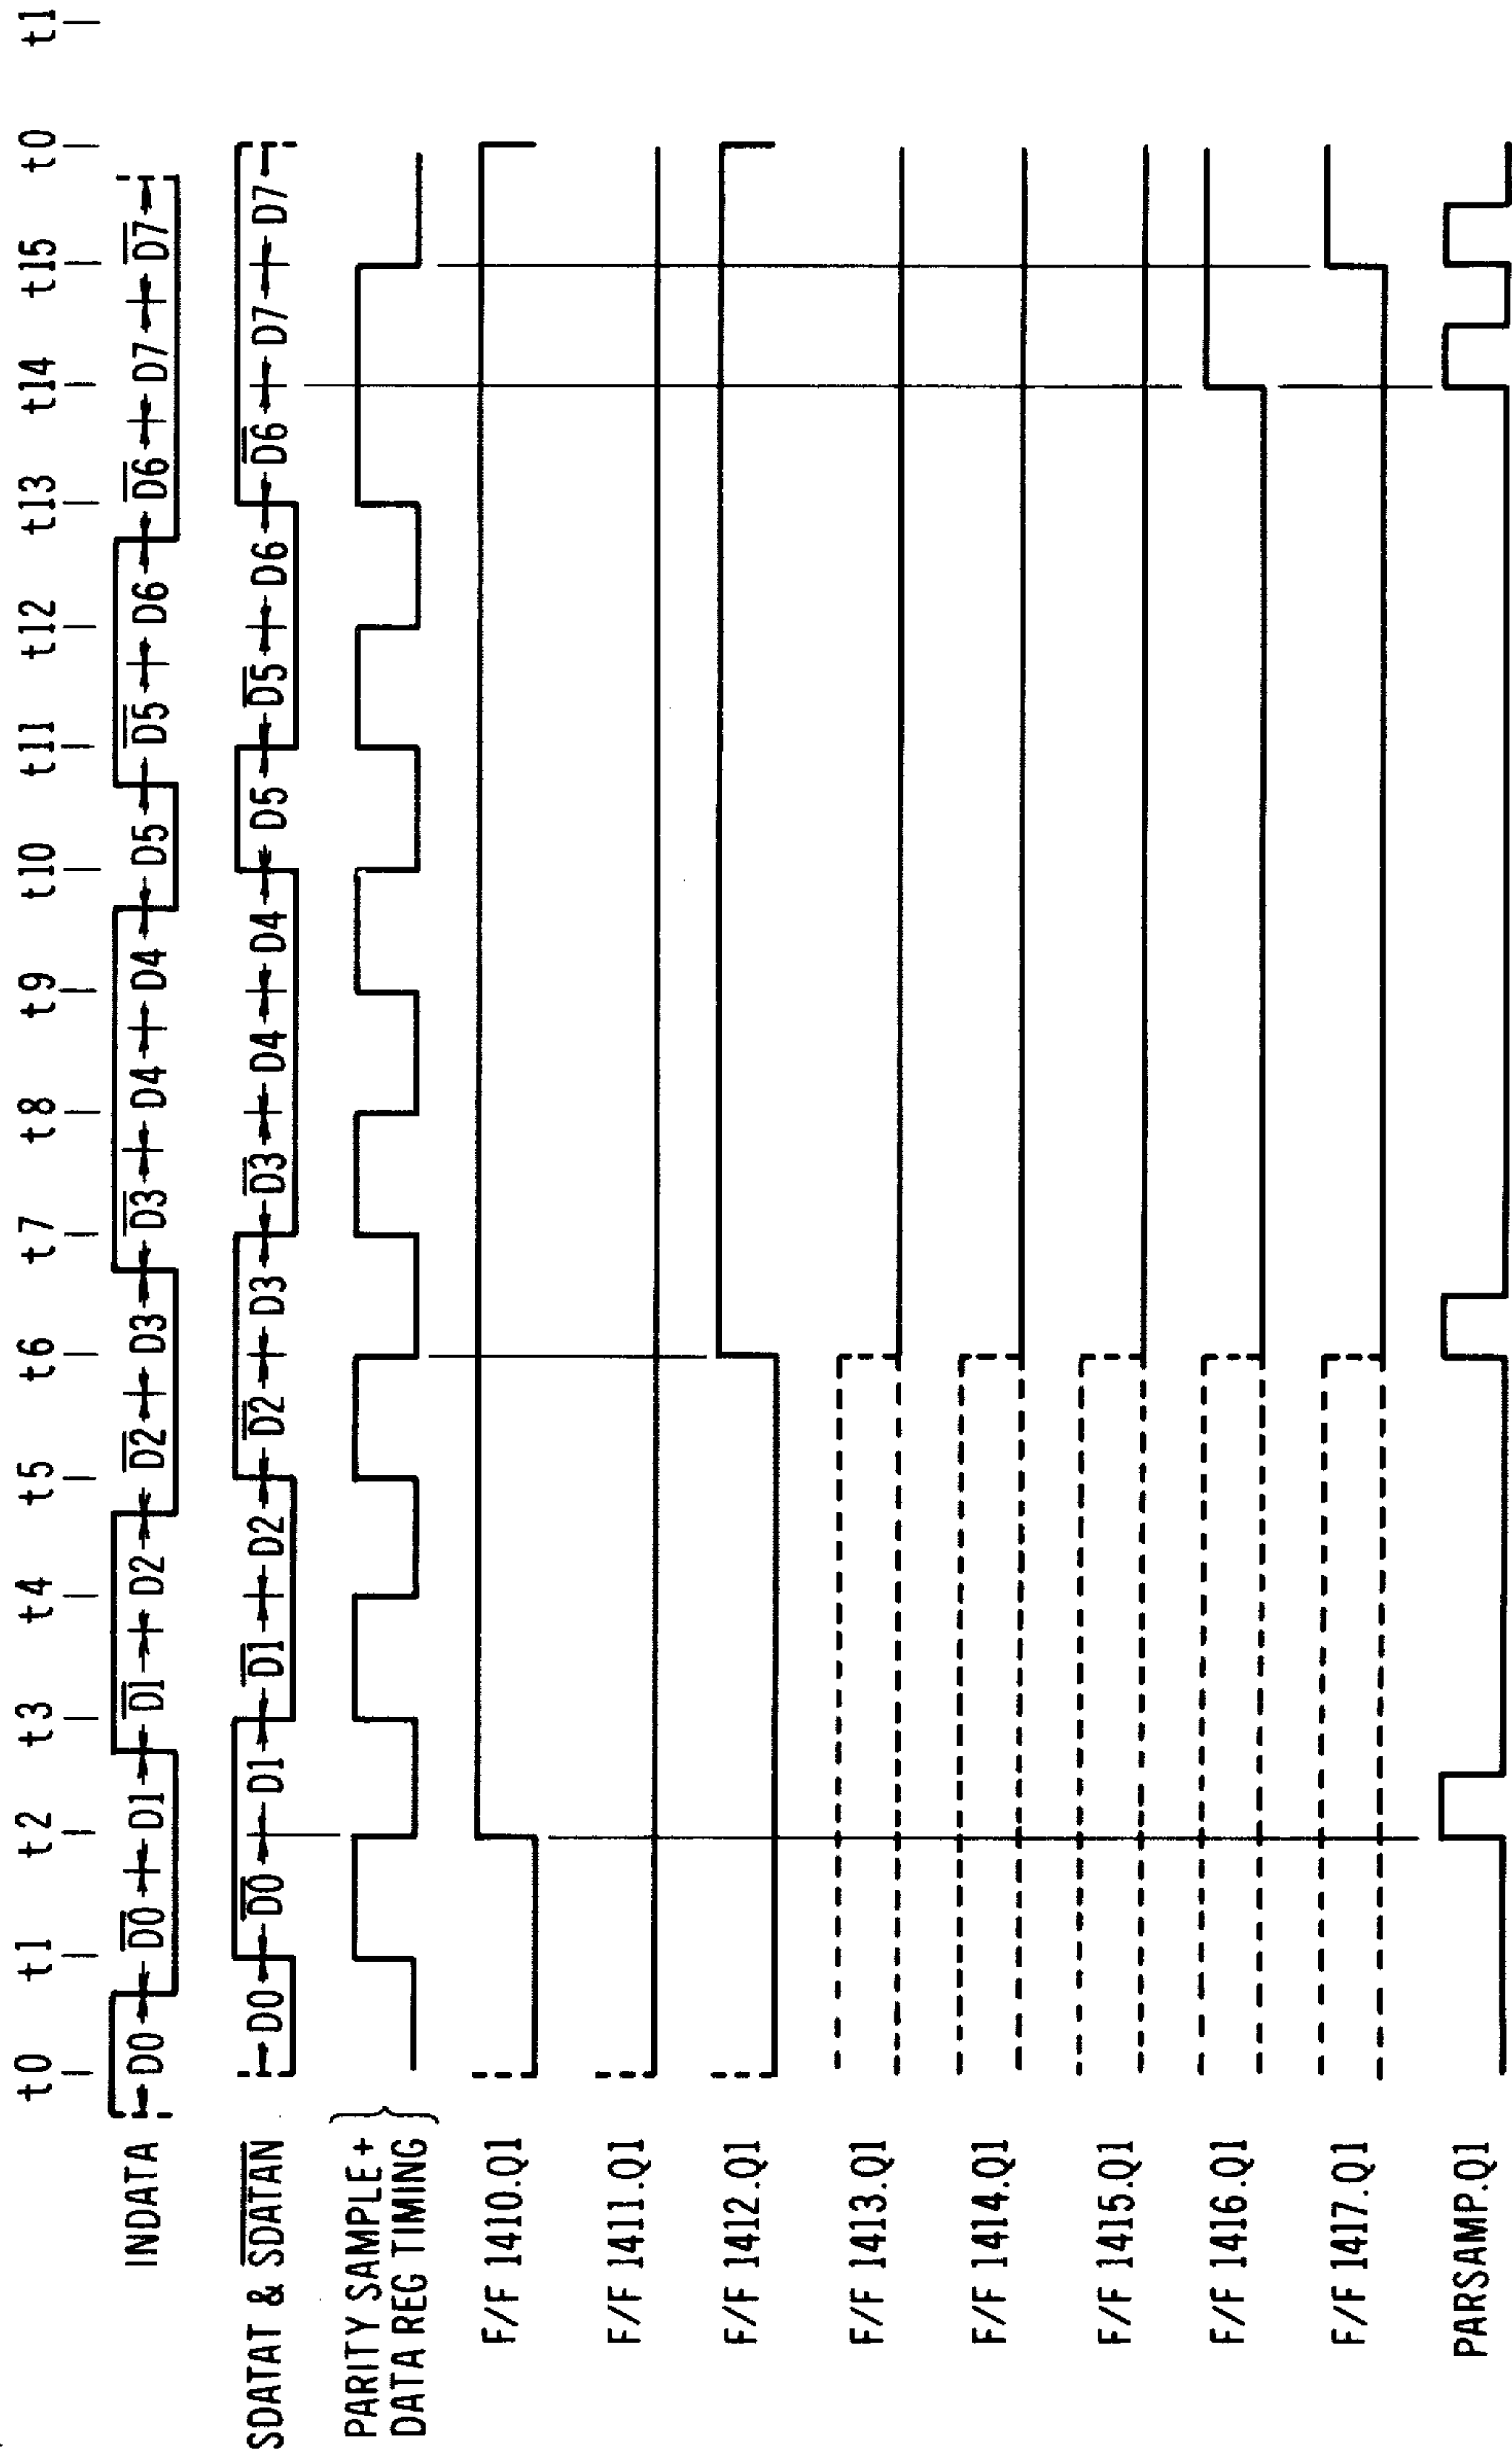 t0 t1 t2 t3 t4 t5 t6 t7 t8 t9 t10 t11 t12 t13 t14 t15 t0 t1
INDATA D0 D̅0̅ D1 D̅1̅ D2 D̅2̅ D3 D̅3̅ D4 D4 D5 D̅5̅ D6 D̅6̅ D7 D̅7̅
SDATAT & S̅D̅A̅T̅A̅N̅ D0 D̅0̅ D1 D̅1̅ D2 D̅2̅ D3 D̅3̅ D4 D4 D5 D̅5̅ D6 D̅6̅ D7 D7
PARITY SAMPLE +
DATA REG TIMING
F/F 1410.Q1
F/F 1411.Q1
F/F 1412.Q1
F/F 1413.Q1
F/F 1414.Q1
F/F 1415.Q1
F/F 1416.Q1
F/F 1417.Q1
PARSAMP.Q1